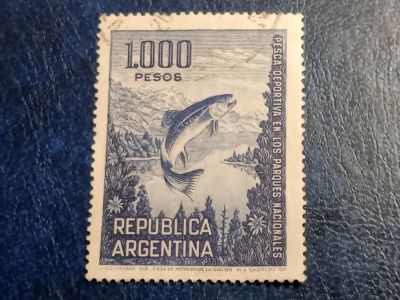 1.000
PESOS
PESCA DEPORTIVA EN LOS PARQUES NACIONALES
REPUBLICA
ARGENTINA
CASA DE MONEDA DE LA NACION